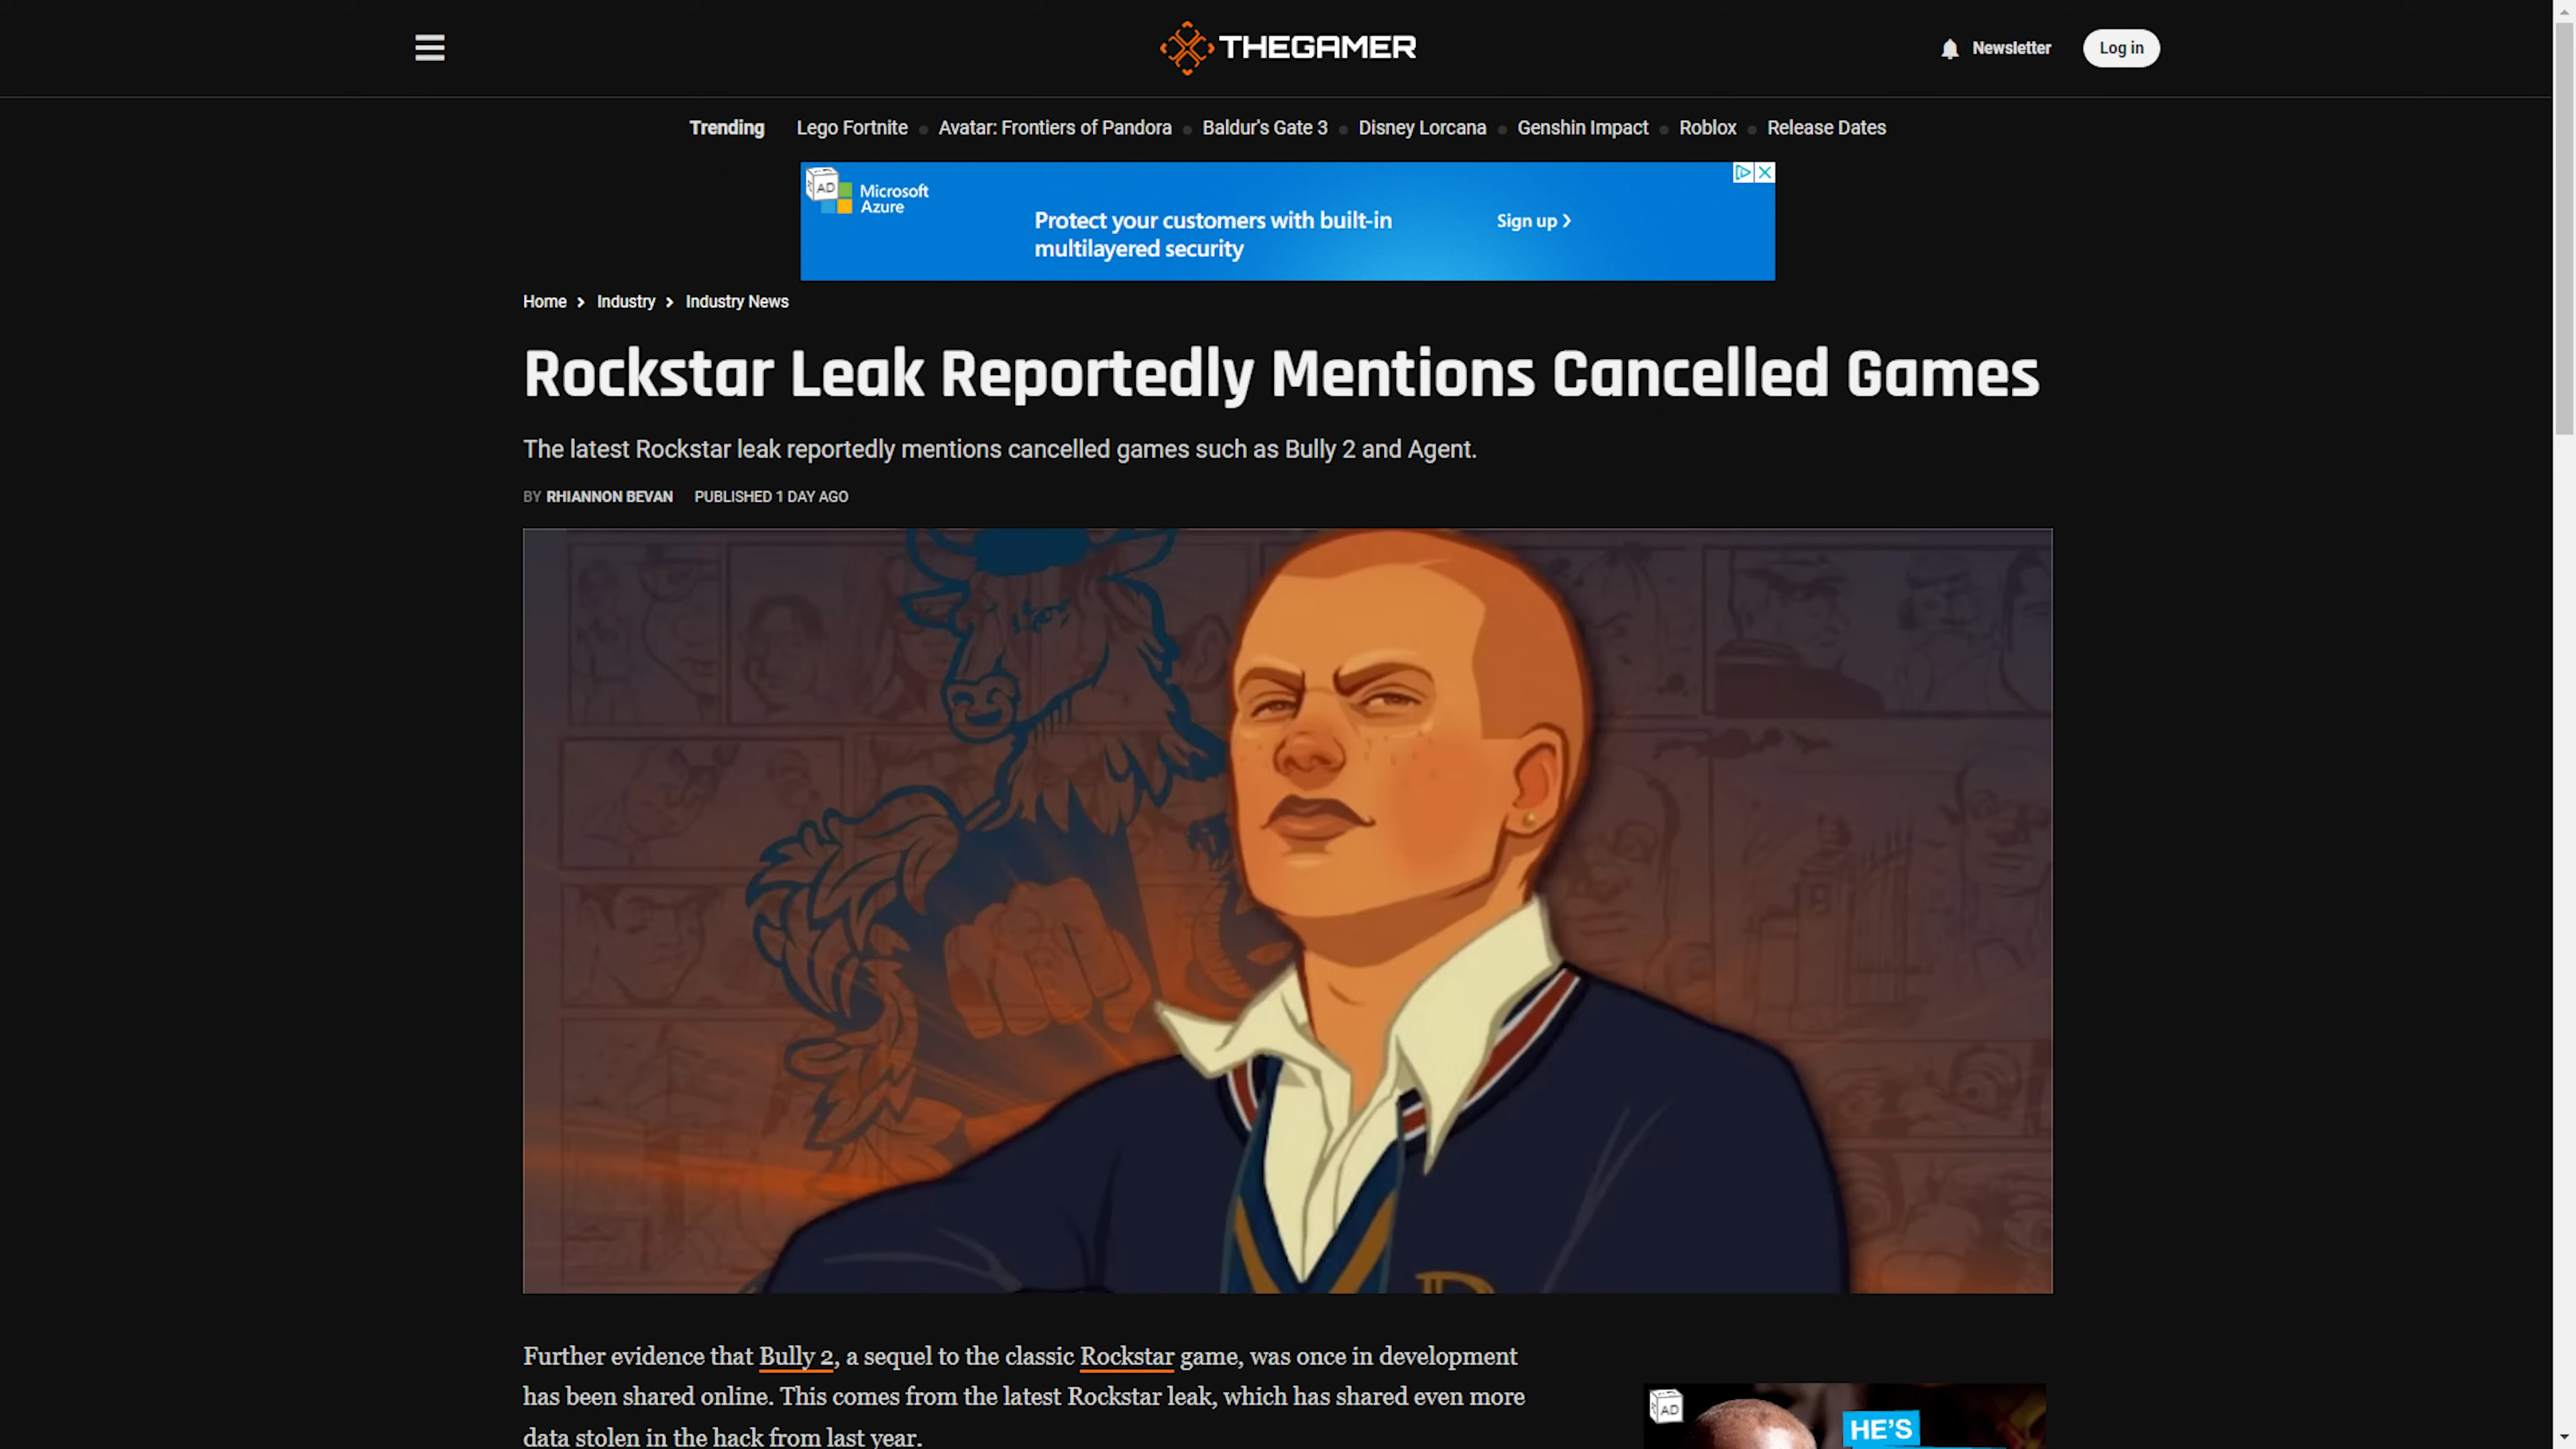 THEGAMER
Newsletter
Log in
Trending Lego Fortnite Avatar: Frontiers of Pandora Baldur's Gate 3 Disney Lorcana Genshin Impact Roblox Release Dates
AD
Microsoft
Azure
Protect your customers with built-in
multilayered security
Sign up
Home > Industry > Industry News
Rockstar Leak Reportedly Mentions Cancelled Games
The latest Rockstar leak reportedly mentions cancelled games such as Bully 2 and Agent.
BY RHIANNON BEVAN PUBLISHED 1 DAY AGO
Further evidence that Bully 2, a sequel to the classic Rockstar game, was once in development
has been shared online. This comes from the latest Rockstar leak, which has shared even more
data stolen in the hack from last year.
AD
HE'S